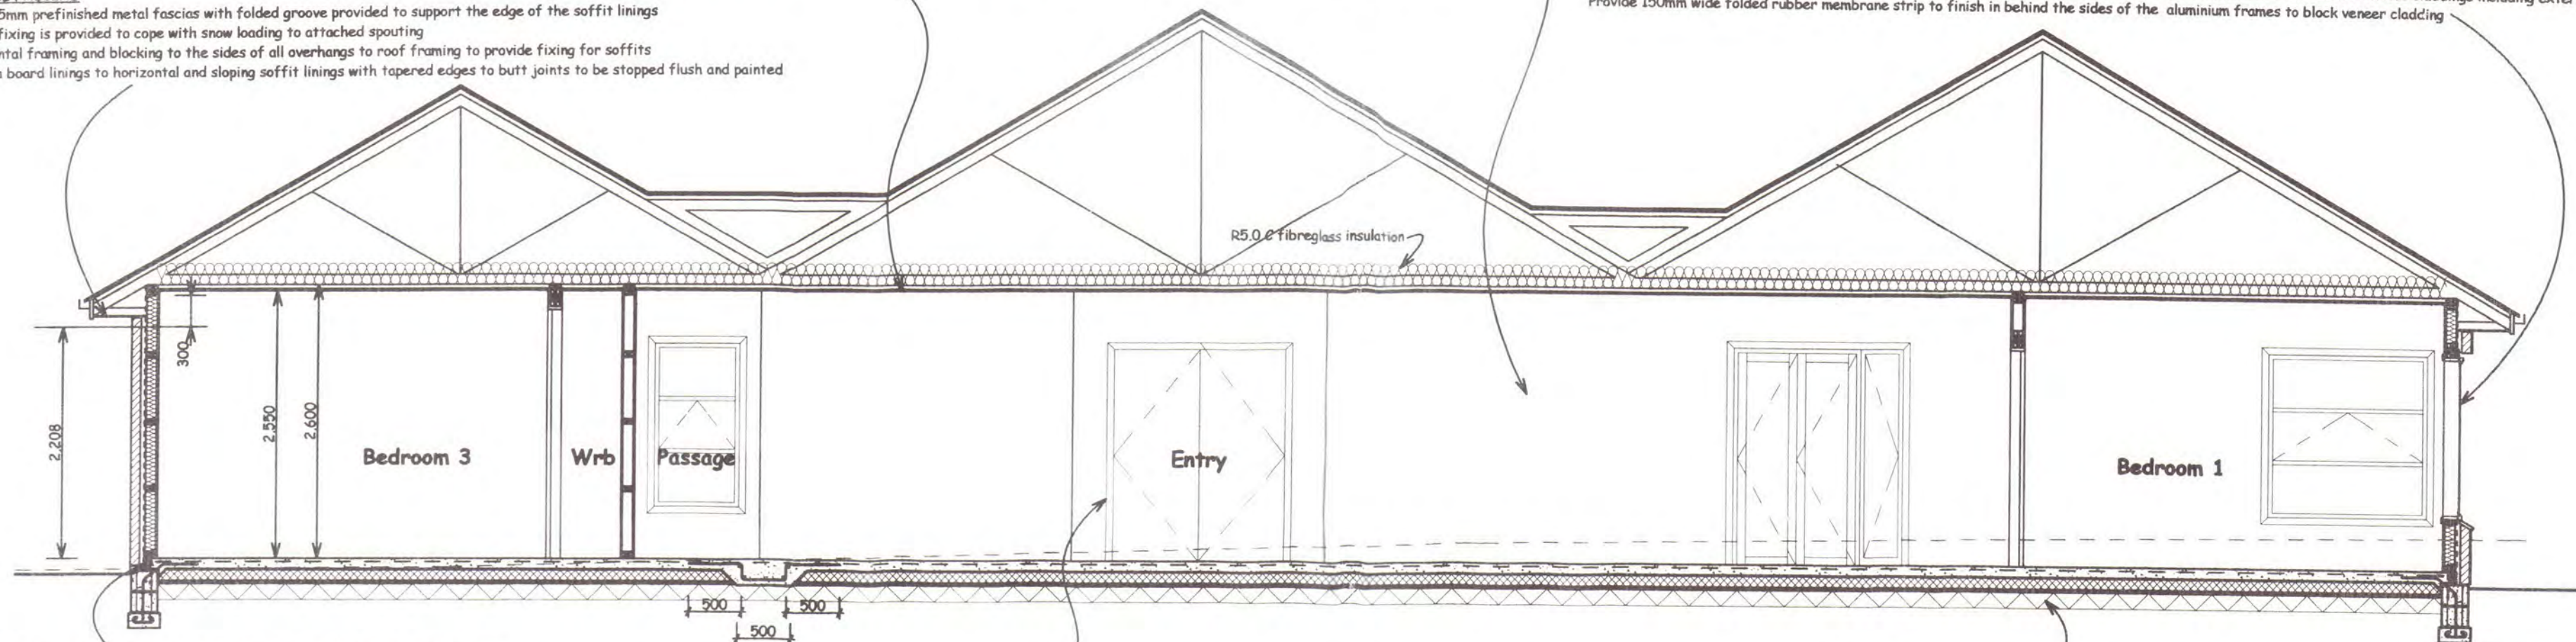 5mm prefinished metal fascias with folded groove provided to support the edge of the soffit linings
fixing is provided to cope with snow loading to attached spouting
ntal framing and blocking to the sides of all overhangs to roof framing to provide fixing for soffits
board linings to horizontal and sloping soffit linings with tapered edges to butt joints to be stopped flush and painted
Provide 150mm wide folded rubber membrane strip to finish in behind the sides of the aluminium frames to block veneer cladding
R5.0 fibreglass insulation
300
2,208
2,550
2,600
Bedroom 3
Wrb
Passage
Entry
Bedroom 1
500
500
500